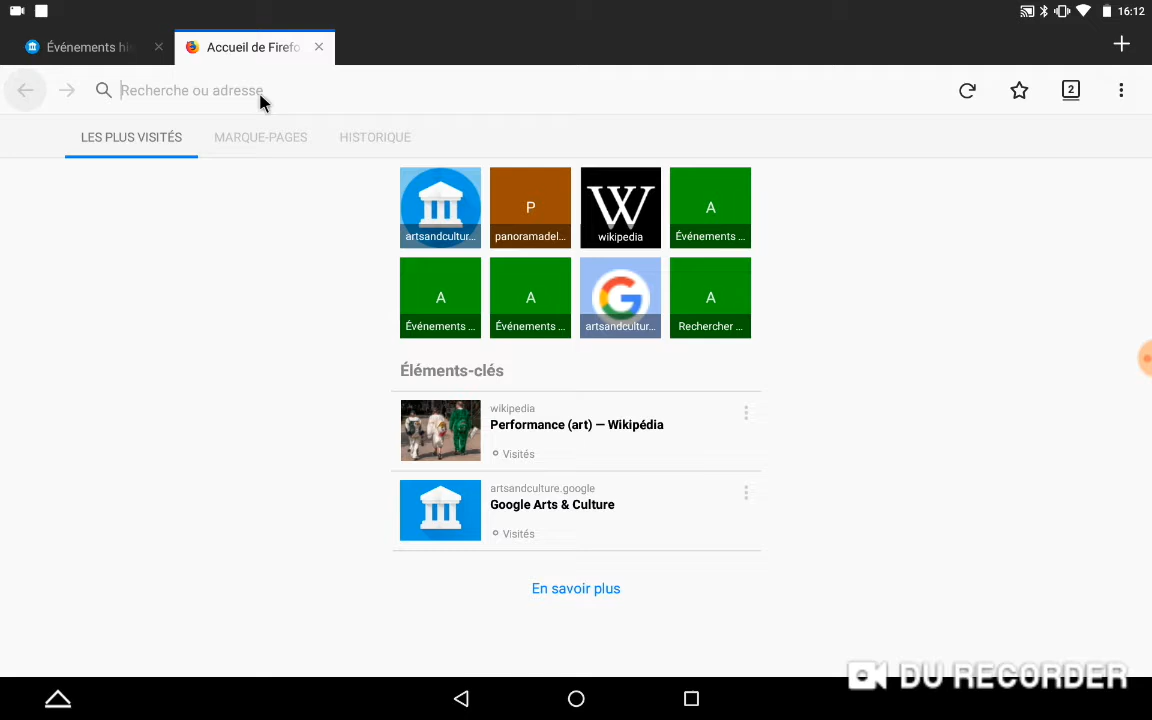 16:12
Événements hi
Accueil de Firefo
Recherche ou adresse
2
LES PLUS VISITÉS
MARQUE-PAGES
HISTORIQUE
artsandcultur...
P
panoramadel...
W
wikipedia
A
Événements ...
A
Événements ...
A
Événements ...
G
artsandcultur...
A
Rechercher ...
Éléments-clés
wikipedia
Performance (art) — Wikipédia
Visités
artsandculture.google
Google Arts & Culture
Visités
En savoir plus
DU RECORDER